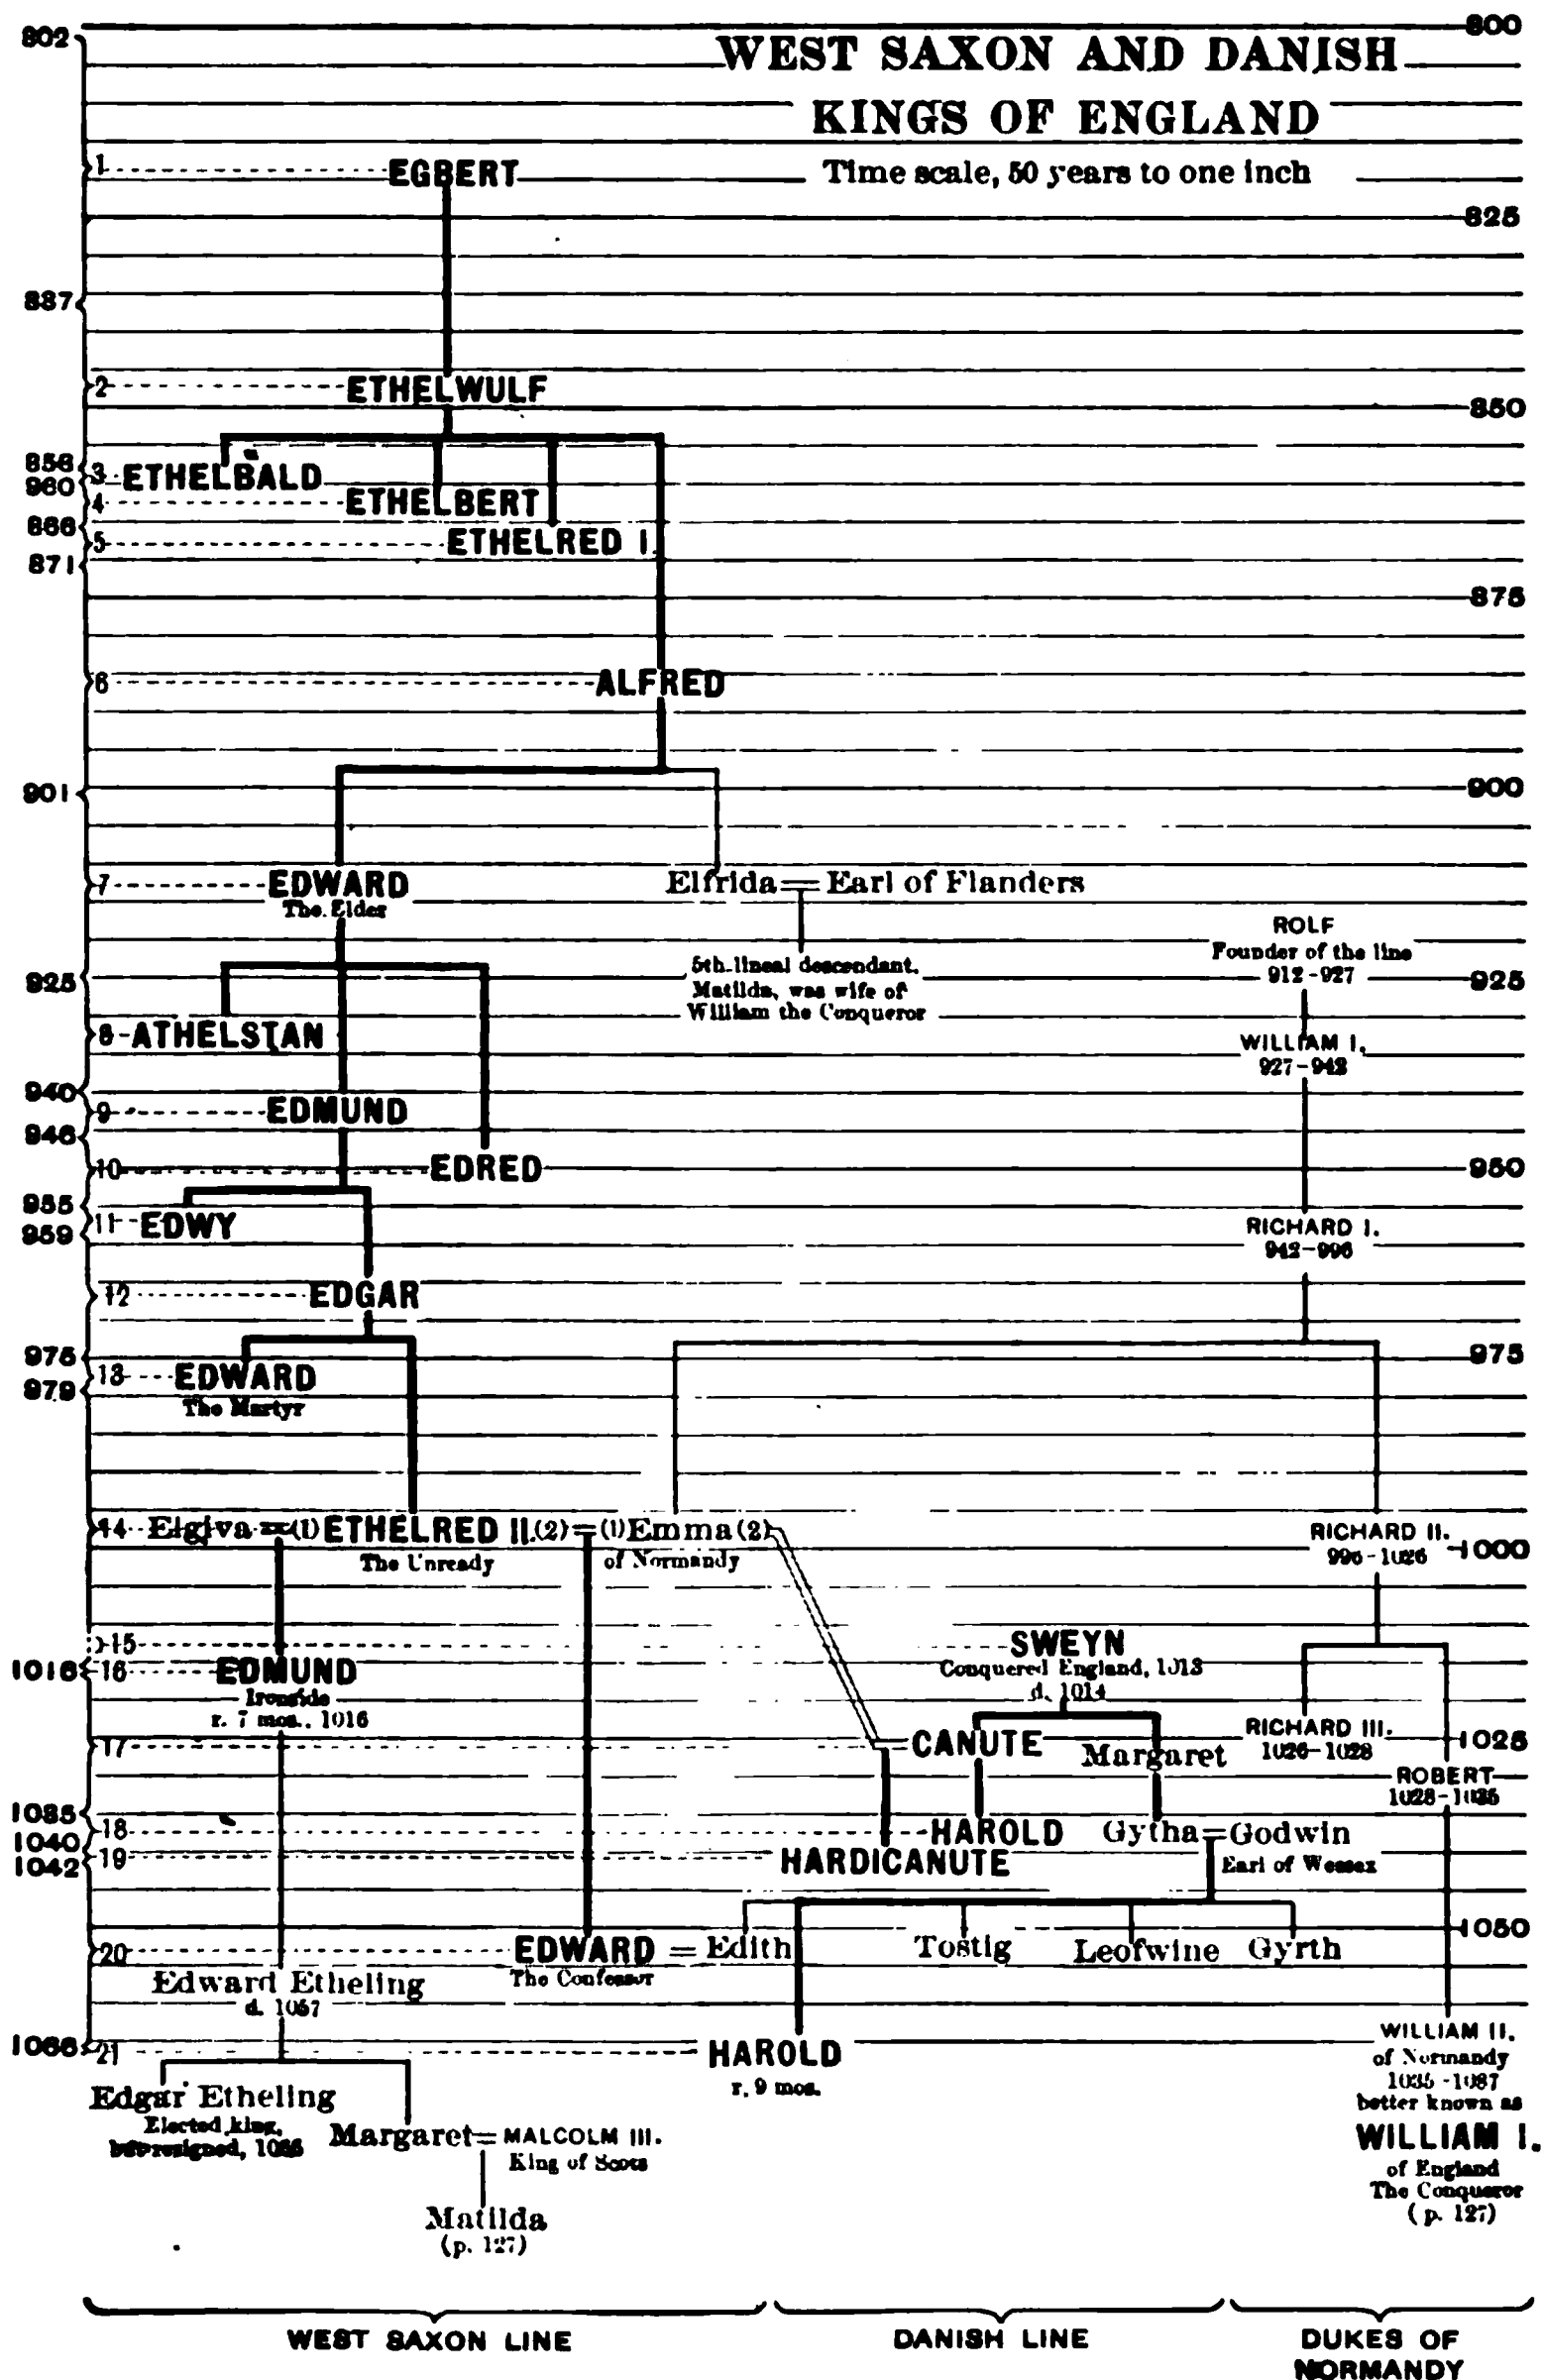 802
800
WEST SAXON AND DANISH
KINGS OF ENGLAND
1 EGBERT
Time scale, 50 years to one inch
825
837
2 ETHELWULF
850
856
3 ETHELBALD
960
4 ETHELBERT
866
5 ETHELRED I.
871
875
6 ALFRED
901
900
7 EDWARD
The Elder
Elfrida = Earl of Flanders
ROLF
Founder of the line
912-927
5th lineal descendant,
Matilda, was wife of
William the Conqueror
925
925
8 ATHELSTAN
WILLIAM I.
927-942
940
9 EDMUND
946
10 EDRED
950
955
11 EDWY
959
RICHARD I.
942-996
12 EDGAR
975
975
13 EDWARD
The Martyr
979
14 Elgiva = (1) ETHELRED II. (2) = (1) Emma (2)
The Unready
of Normandy
RICHARD II.
996-1026
1000
15 SWEYN
Conquered England, 1013
d. 1014
1016
16 EDMUND
Ironside
r. 7 mos., 1016
17 = CANUTE
Margaret
RICHARD III.
1026-1028
1025
ROBERT
1028-1035
1035
18 HAROLD
Gytha = Godwin
Earl of Wessex
1040
1042
19 HARDICANUTE
1050
20 EDWARD = Edith
The Confessor
Tostig
Leofwine
Gyrth
Edward Etheling
d. 1057
1066
21 HAROLD
r. 9 mos.
WILLIAM II.
of Normandy
1035-1087
better known as
WILLIAM I.
of England
The Conqueror
(p. 127)
Edgar Etheling
Elected king,
but resigned, 1066
Margaret = MALCOLM III.
King of Scots
Matilda
(p. 127)
WEST SAXON LINE
DANISH LINE
DUKES OF
NORMANDY